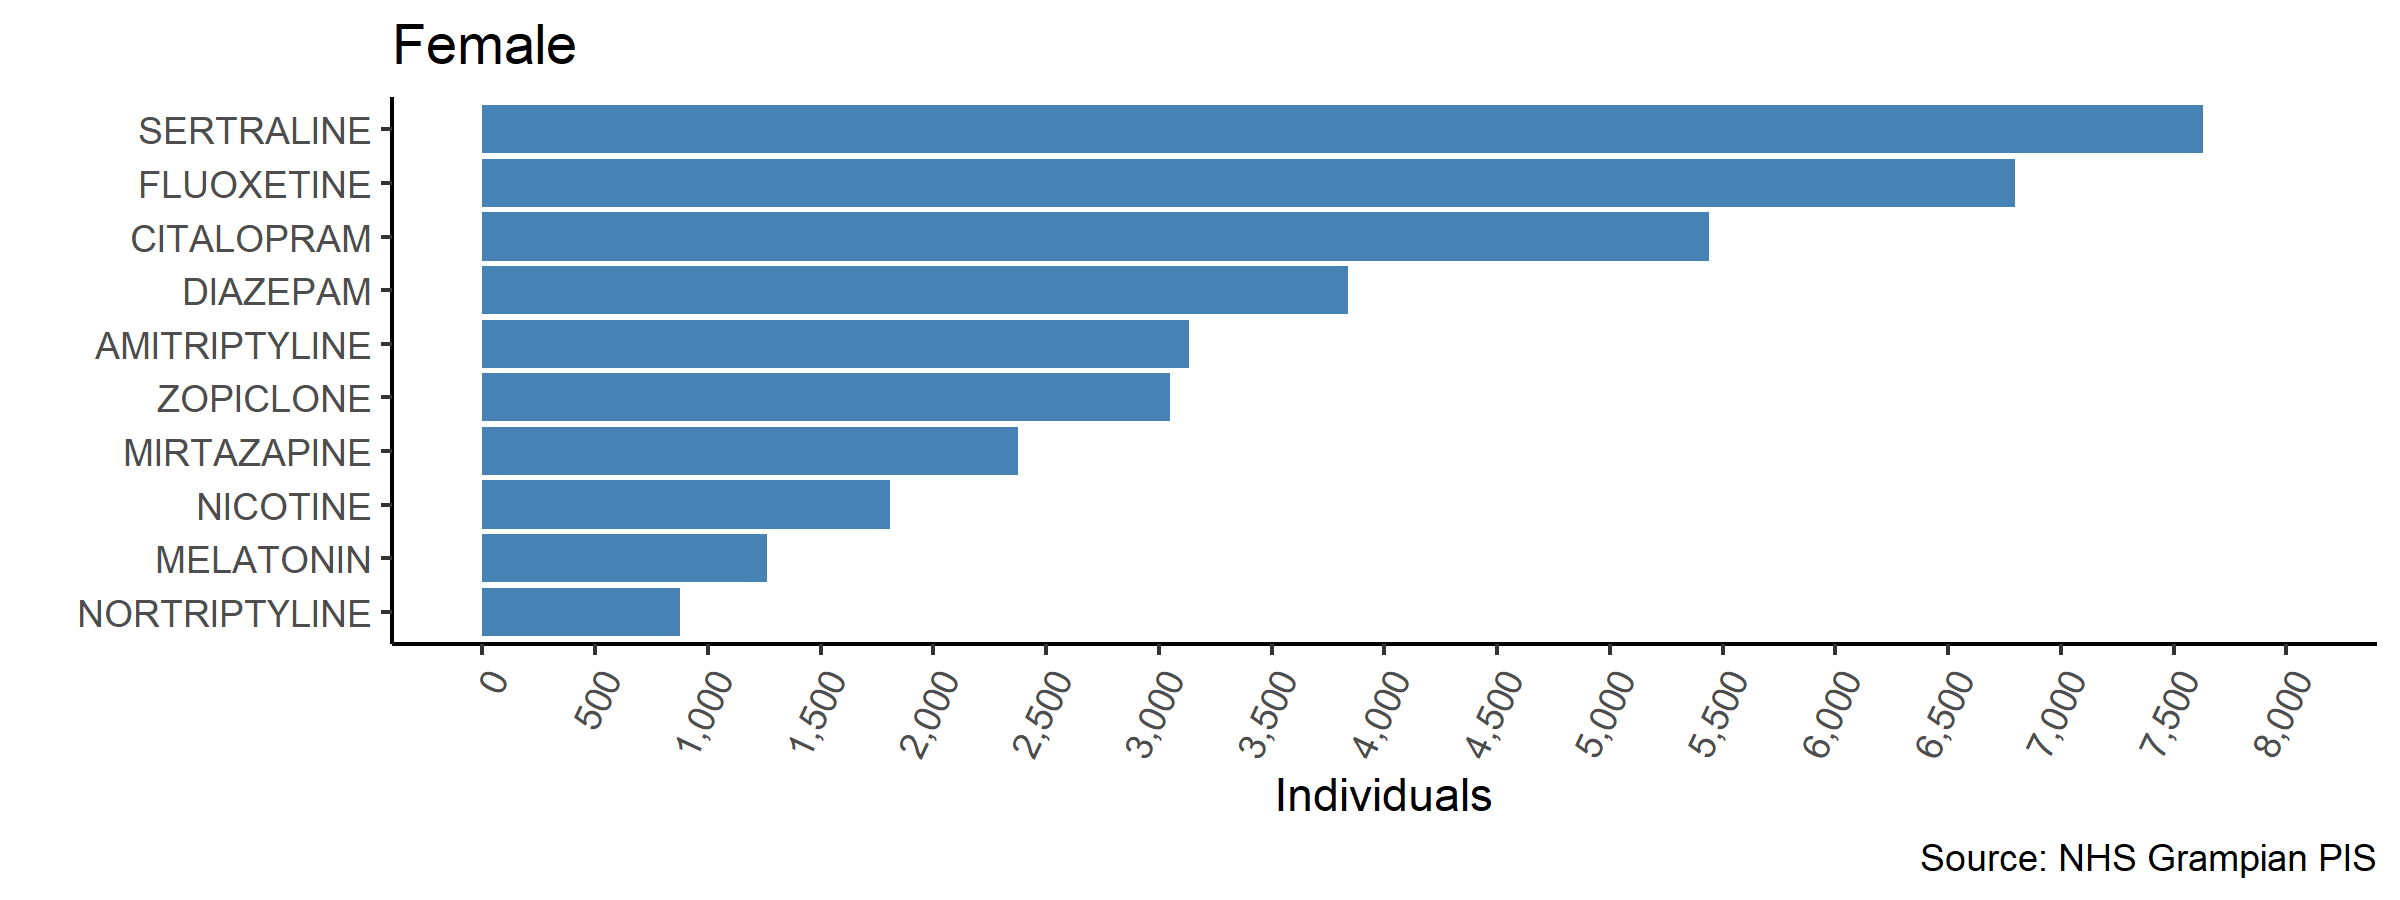 Female
SERTRALINE
FLUOXETINE
CITALOPRAM
DIAZEPAM
AMITRIPTYLINE
ZOPICLONE
MIRTAZAPINE
NICOTINE
MELATONIN
NORTRIPTYLINE
0 500 1,000 1,500 2,000 2,500 3,000 3,500 4,000 4,500 5,000 5,500 6,000 6,500 7,000 7,500 8,000
Individuals
Source: NHS Grampian PIS